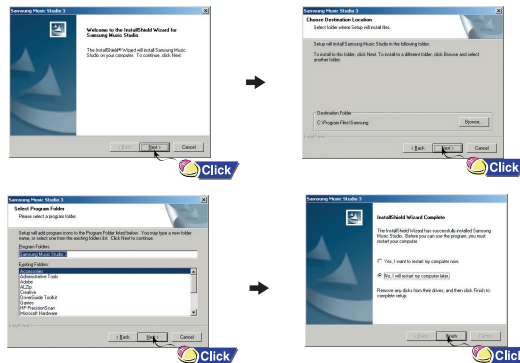 Samsung Music Studio 3
Welcome to the InstallShield Wizard for
Samsung Music Studio
The InstallShield® Wizard will install Samsung Music
Studio on your computer. To continue, click Next.
< Back
Next >
Cancel
Click
Samsung Music Studio 3
Choose Destination Location
Select folder where Setup will install files.
Setup will install Samsung Music Studio in the following folder.
To install to this folder, click Next. To install to a different folder, click Browse and select
another folder.
Destination Folder
C:\Program Files\Samsung
Browse...
InstallShield
< Back
Next >
Cancel
Click
Samsung Music Studio 3
Select Program Folder
Please select a program folder.
Setup will add program icons to the Program Folder listed below. You may type a new folder
name, or select one from the existing folders list. Click Next to continue.
Program Folders:
Samsung Music Studio 3
Existing Folders:
Accessories
Administrative Tools
Adobe
ALZip
Creative
DriverGuide Toolkit
Games
HP PrecisionScan
Microsoft Hardware
InstallShield
< Back
Next >
Cancel
Click
Samsung Music Studio 3
InstallShield Wizard Complete
The InstallShield Wizard has successfully installed Samsung
Music Studio. Before you can use the program, you must
restart your computer.
Yes, I want to restart my computer now.
No, I will restart my computer later.
Remove any disks from their drives, and then click Finish to
complete setup.
< Back
Finish
Cancel
Click